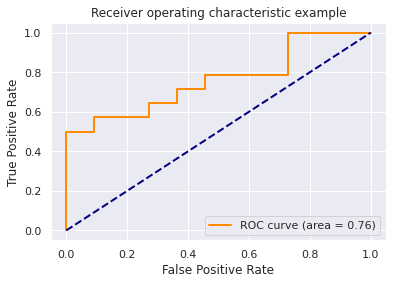 Receiver operating characteristic example
True Positive Rate
1.0
0.8
0.6
0.4
0.2
0.0
ROC curve (area = 0.76)
0.0 0.2 0.4 0.6 0.8 1.0
False Positive Rate